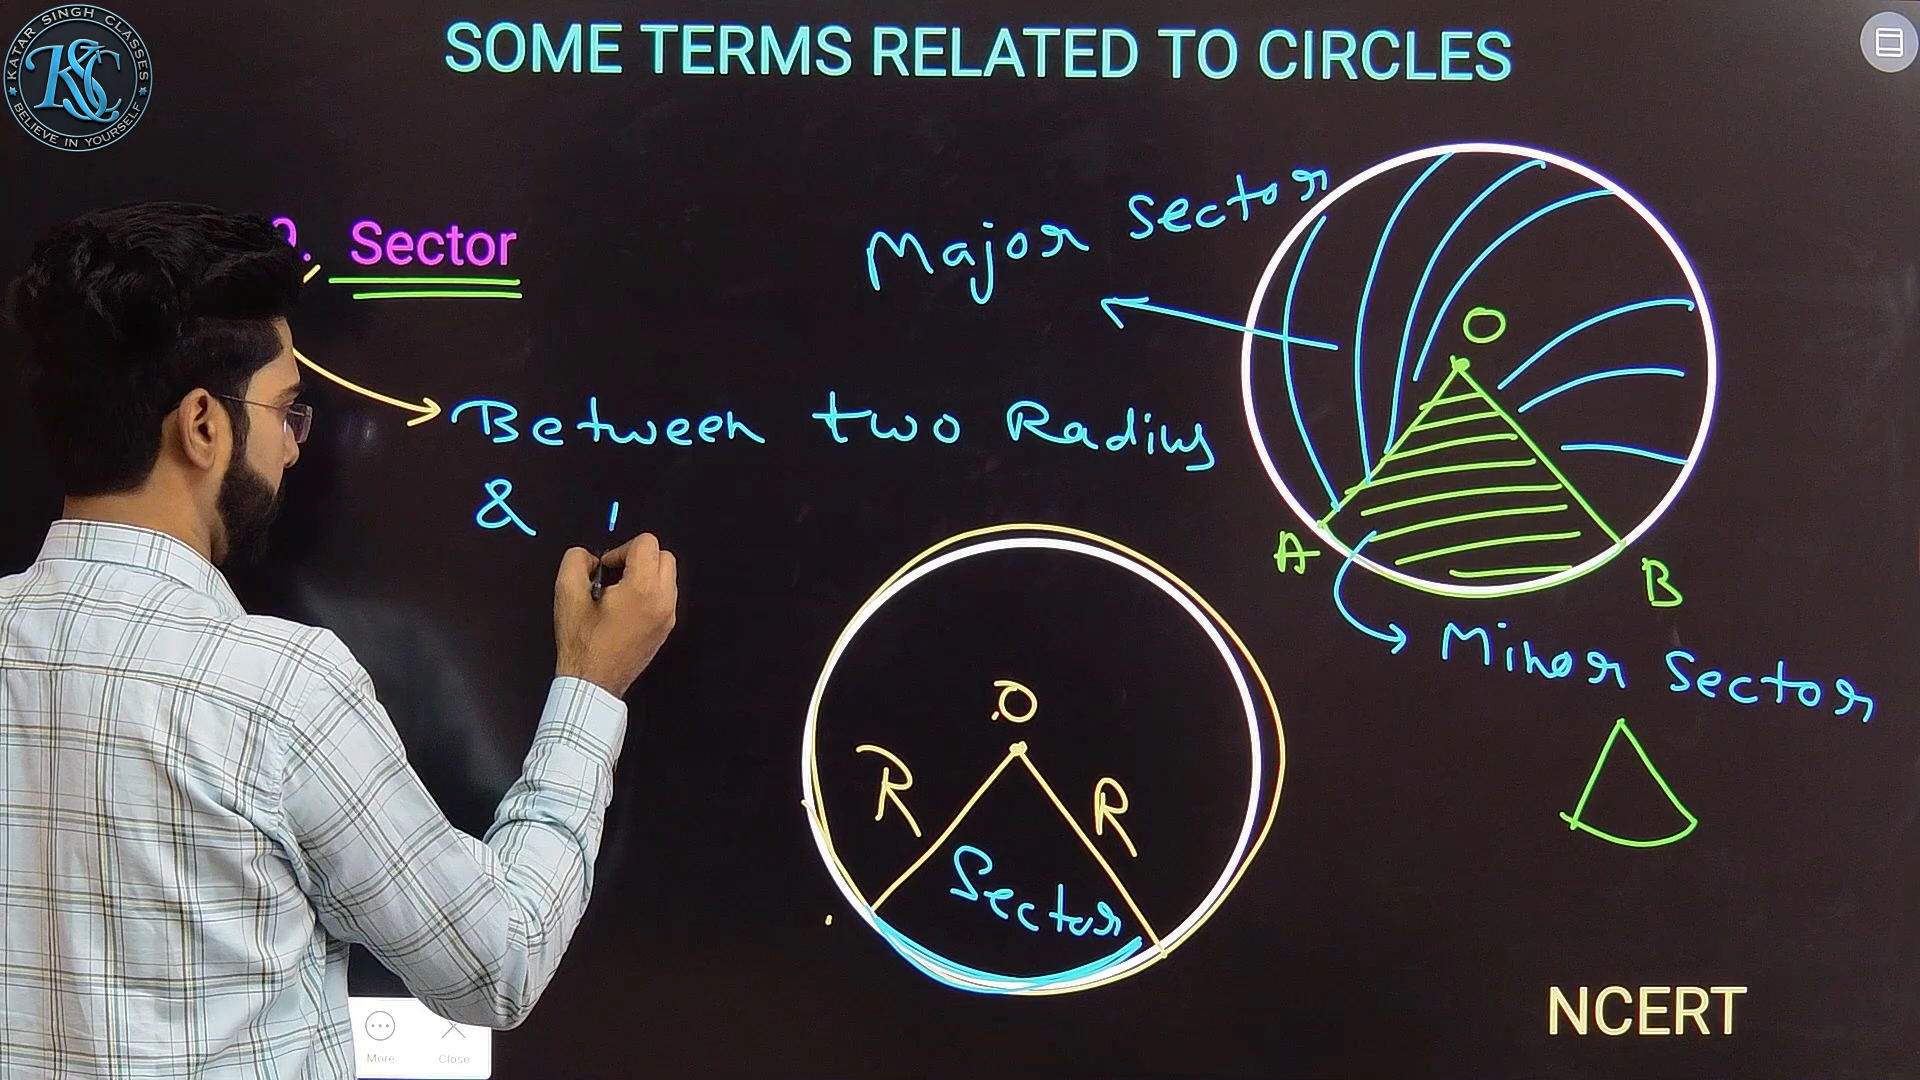 KATAR SINGH CLASSES
KSC
BELIEVE IN YOURSELF
SOME TERMS RELATED TO CIRCLES
9. Sector
Major Sector
Between two Radius
&
O
A
B
Minor Sector
O
R
R
Sector
NCERT
More
Close